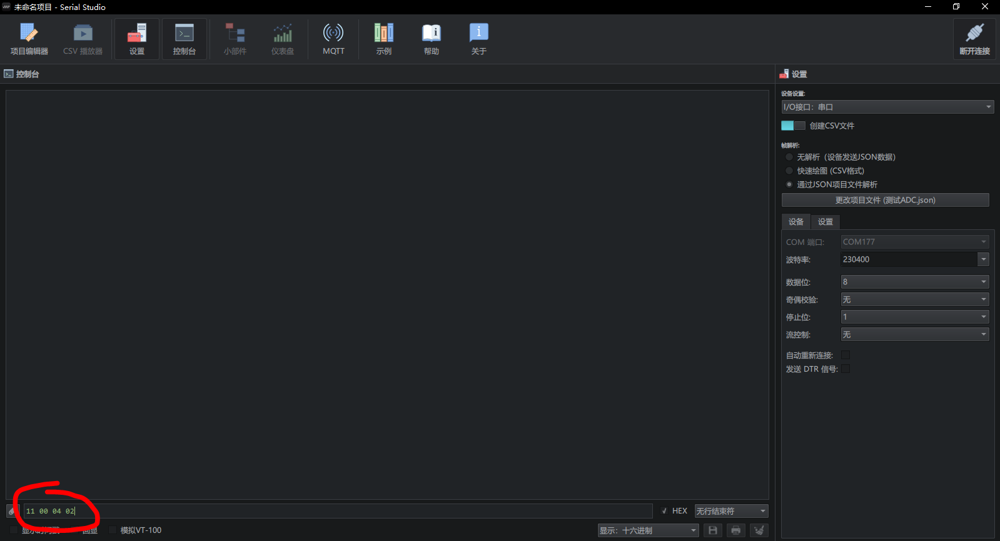 未命名项目 - Serial Studio
项目编辑器 CSV 播放器 设置 控制台 小部件 仪表盘 MQTT 示例 帮助 关于 断开连接
控制台
设置
设备设置:
I/O接口：串口
创建CSV文件
帧解析:
无解析（设备发送JSON数据）
快速绘图 (CSV格式)
通过JSON项目文件解析
更改项目文件 (测试ADC.json)
设备 设置
COM 端口: COM177
波特率: 230400
数据位: 8
奇偶校验: 无
停止位: 1
流控制: 无
自动重新连接:
发送 DTR 信号:
11 00 04 02
HEX 无行结束符
显示时间戳 回显 模拟VT-100 显示：十六进制